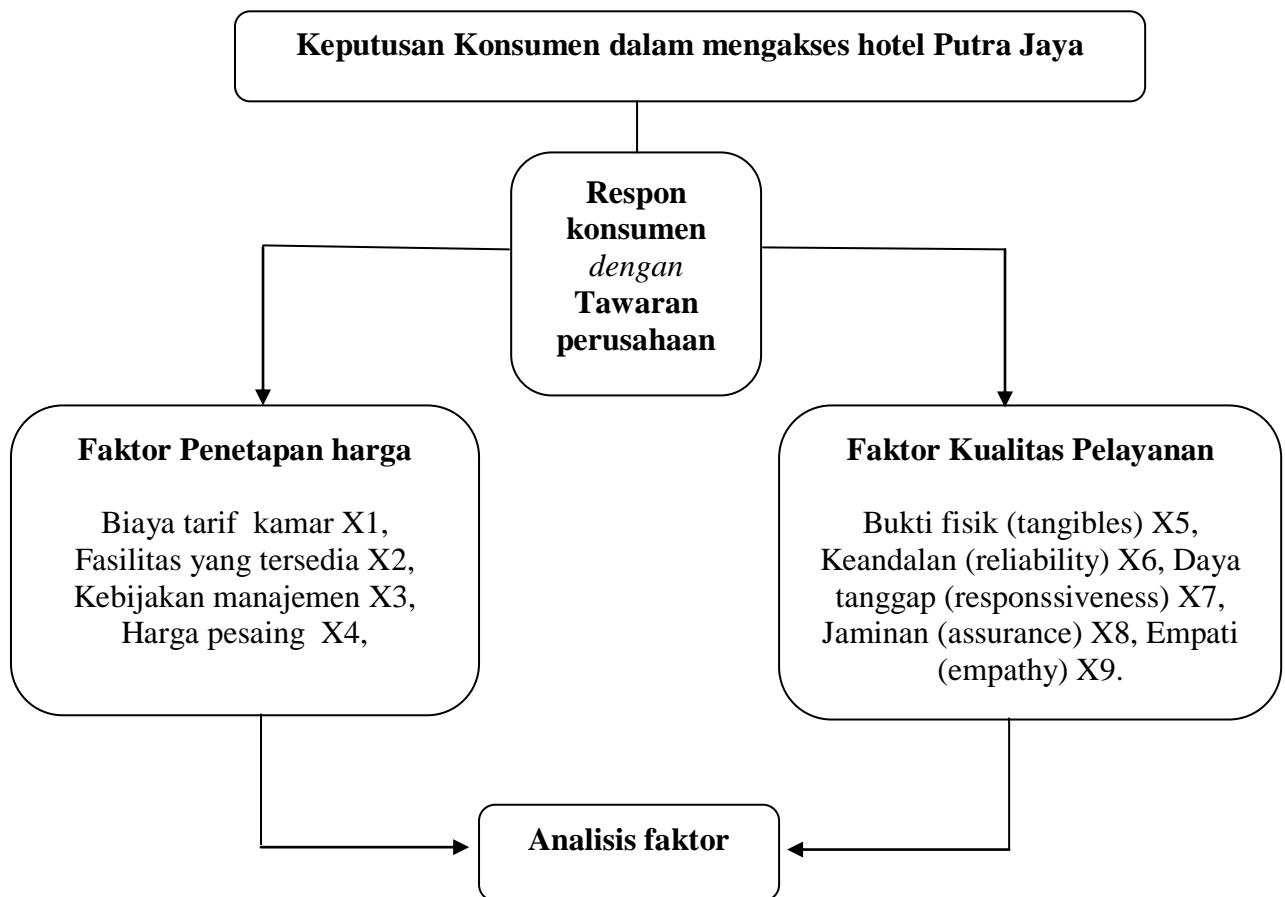 Keputusan Konsumen dalam mengakses hotel Putra Jaya
Respon
konsumen
dengan
Tawaran
perusahaan
Faktor Penetapan harga
Biaya tarif kamar X1,
Fasilitas yang tersedia X2,
Kebijakan manajemen X3,
Harga pesaing X4,
Faktor Kualitas Pelayanan
Bukti fisik (tangibles) X5,
Keandalan (reliability) X6, Daya
tanggap (responssiveness) X7,
Jaminan (assurance) X8, Empati
(empathy) X9.
Analisis faktor